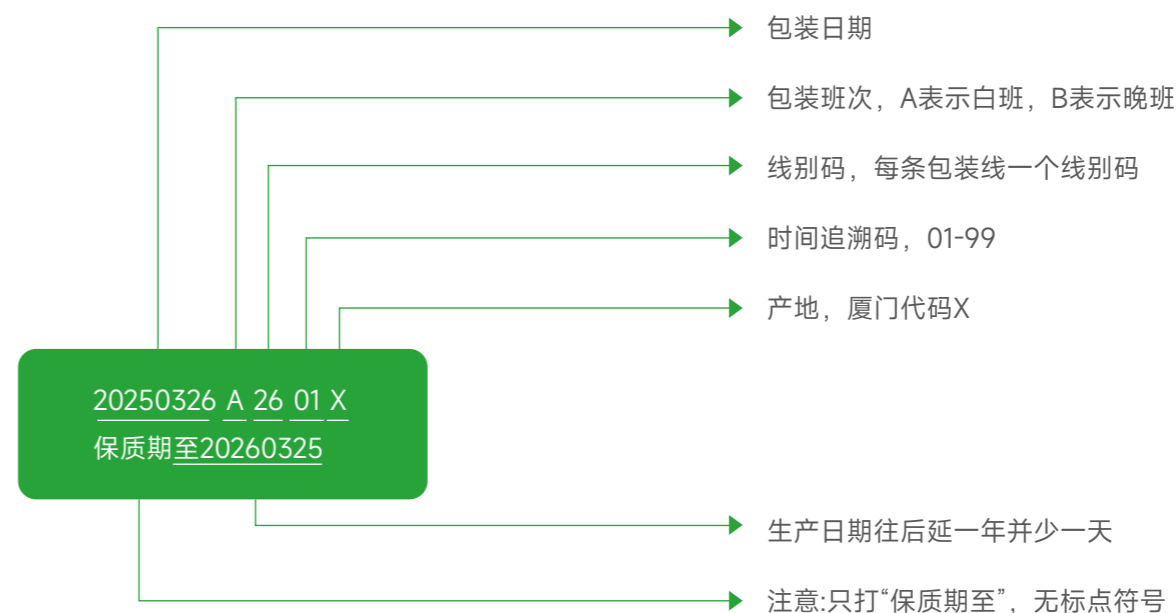 包装日期
包装班次，A表示白班，B表示晚班
线别码，每条包装线一个线别码
时间追溯码，01-99
产地，厦门代码X
20250326 A 26 01 X
保质期至20260325
生产日期往后延一年并少一天
注意:只打“保质期至”，无标点符号